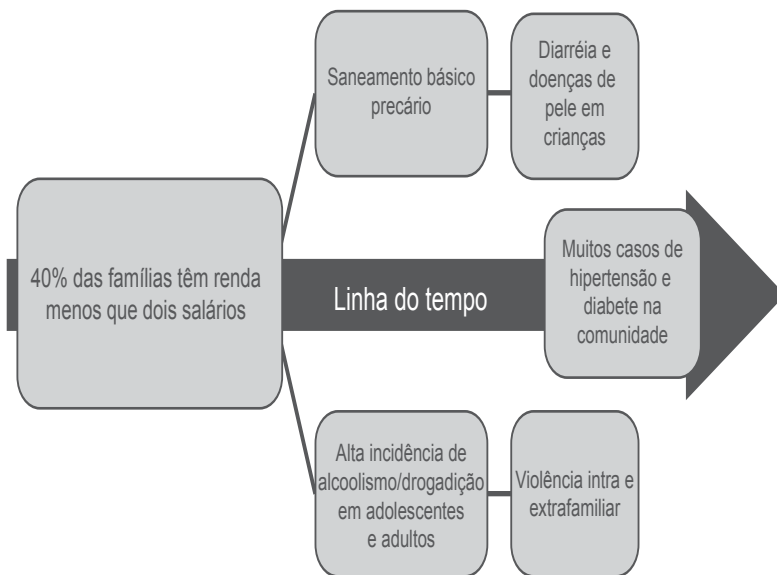 Saneamento básico
precário
Diarréia e
doenças de
pele em
crianças
40% das famílias têm renda
menos que dois salários
Linha do tempo
Muitos casos de
hipertensão e
diabete na
comunidade
Alta incidência de
alcoolismo/drogadição
em adolescentes
e adultos
Violência intra e
extrafamiliar